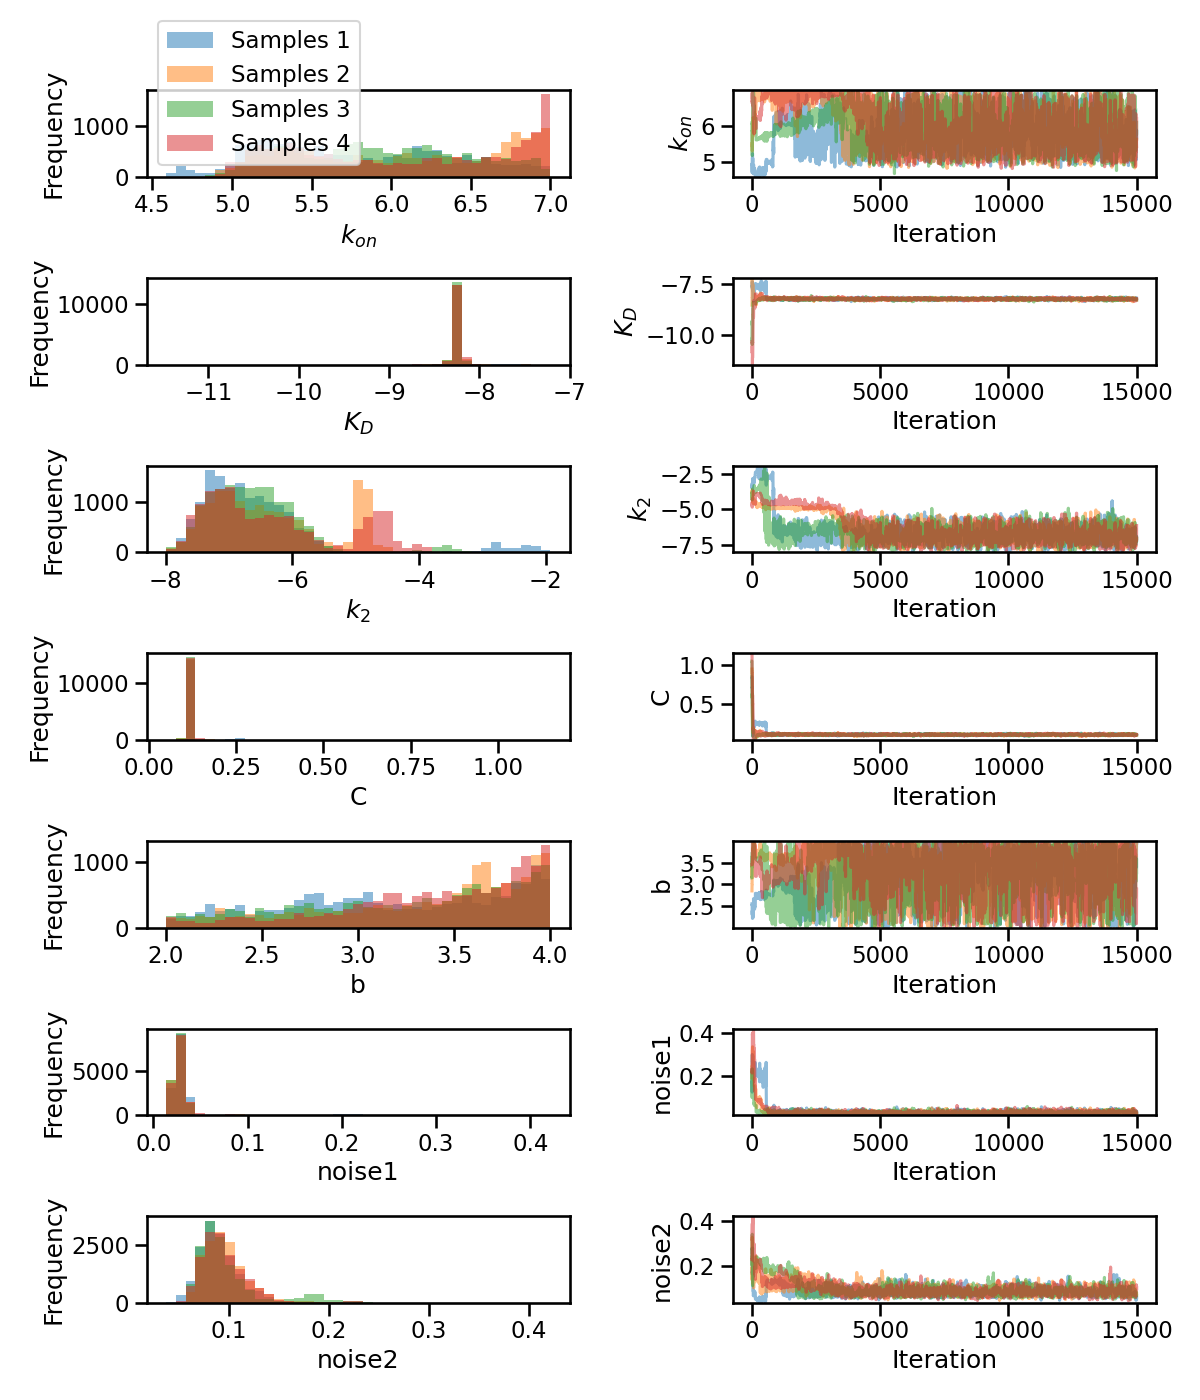 Samples 1
Samples 2
Samples 3
Samples 4
Frequency
1000
0
4.5 5.0 5.5 6.0 6.5 7.0
k_on
k_on
6
5
0 5000 10000 15000
Iteration
Frequency
10000
0
−11 −10 −9 −8 −7
K_D
K_D
−7.5
−10.0
0 5000 10000 15000
Iteration
Frequency
1000
0
−8 −6 −4 −2
k_2
k_2
−2.5
−5.0
−7.5
0 5000 10000 15000
Iteration
Frequency
10000
0
0.00 0.25 0.50 0.75 1.00
C
C
1.0
0.5
0 5000 10000 15000
Iteration
Frequency
1000
0
2.0 2.5 3.0 3.5 4.0
b
b
3.5
3.0
2.5
0 5000 10000 15000
Iteration
Frequency
5000
0
0.0 0.1 0.2 0.3 0.4
noise1
noise1
0.4
0.2
0 5000 10000 15000
Iteration
Frequency
2500
0
0.1 0.2 0.3 0.4
noise2
noise2
0.4
0.2
0 5000 10000 15000
Iteration